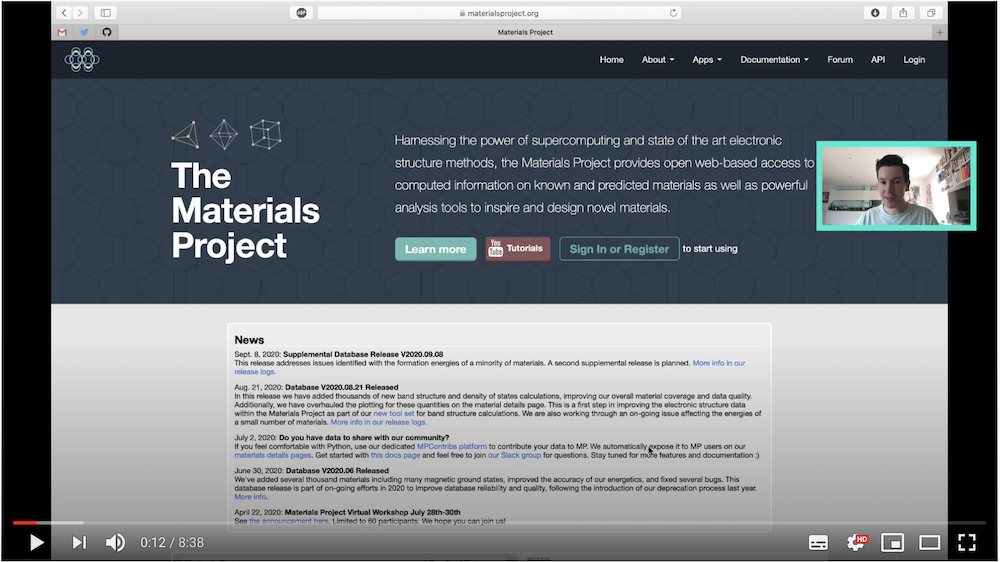 materialsproject.org
Materials Project
Home About Apps Documentation Forum API Login
The
Materials
Project
Harnessing the power of supercomputing and state of the art electronic
structure methods, the Materials Project provides open web-based access to
computed information on known and predicted materials as well as powerful
analysis tools to inspire and design novel materials.
Learn more You Tube Tutorials Sign In or Register to start using
News
Sept. 8, 2020: Supplemental Database Release V2020.09.08
This release addresses issues identified with the formation energies of a minority of materials. A second supplemental release is planned. More info in our
release logs.
Aug. 21, 2020: Database V2020.08.21 Released
In this release we have added thousands of new band structure and density of states calculations, improving our overall material coverage and data quality.
Additionally, we have overhauled the plotting for these quantities on the material details page. This is a first step in improving the electronic structure data
within the Materials Project as part of our new tool set for band structure calculations. We are also working through an on-going issue affecting the energies of
a small number of materials. More info in our release logs.
July 2, 2020: Do you have data to share with our community?
If you feel comfortable with Python, use our dedicated MPContribs platform to contribute your data to MP. We automatically expose it to MP users on our
materials details pages. Get started with this docs page and feel free to join our Slack group for questions. Stay tuned for more features and documentation :)
June 30, 2020: Database V2020.06 Released
We've added several thousand materials including many magnetic ground states, improved the accuracy of our energetics, and fixed several bugs. This
database release is part of on-going efforts in 2020 to improve database reliability and quality, following the introduction of our deprecation process last year.
More info.
April 22, 2020: Materials Project Virtual Workshop July 28th-30th
See the announcement here. Limited to 60 participants. We hope you can join us!
0:12 / 8:38
HD